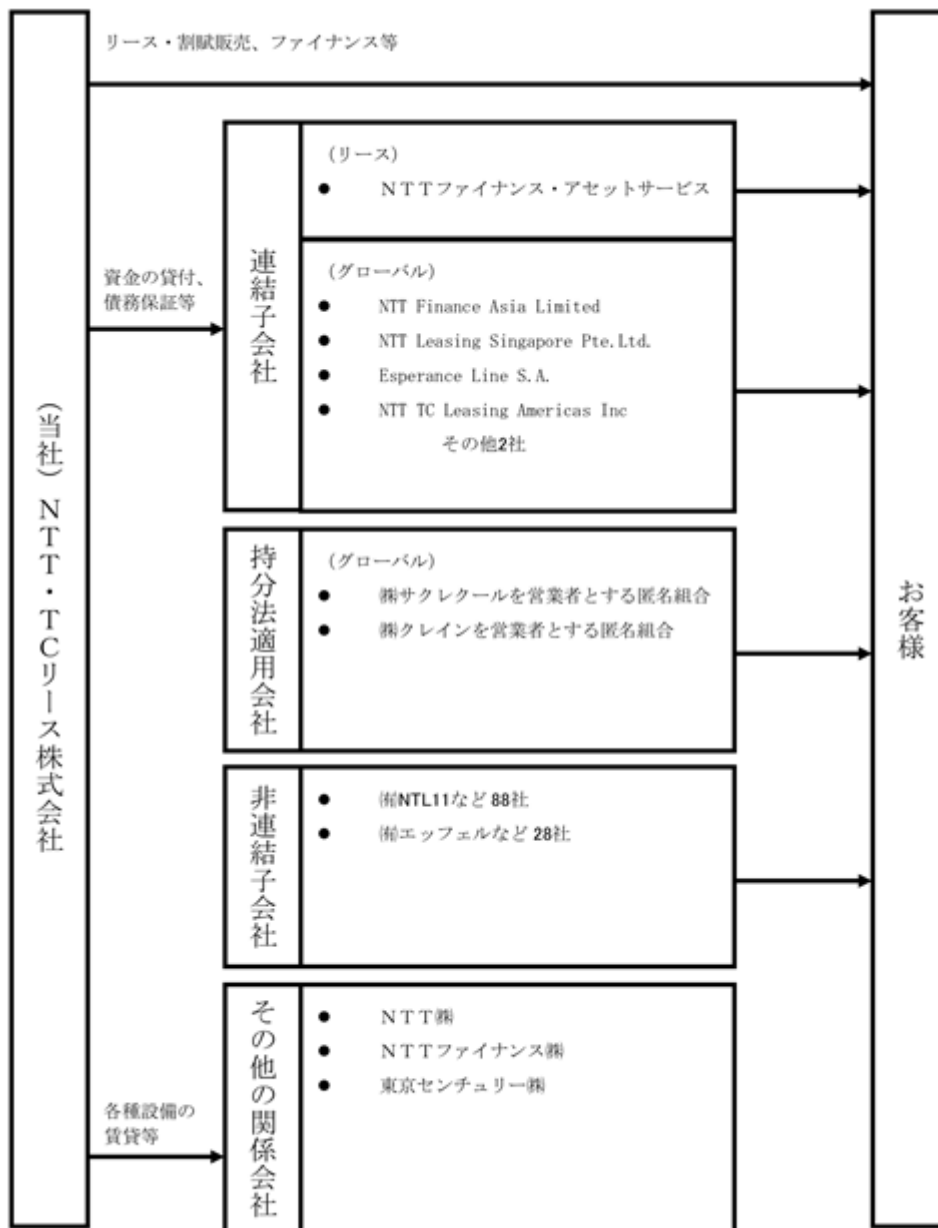 リース・割賦販売、ファイナンス等
(当社)NTT・TCリース株式会社
資金の貸付、
債務保証等
連結子会社
(リース)
● NTTファイナンス・アセットサービス
(グローバル)
● NTT Finance Asia Limited
● NTT Leasing Singapore Pte.Ltd.
● Esperance Line S.A.
● NTT TC Leasing Americas Inc
その他2社
持分法適用会社
(グローバル)
● ㈱サクレクールを営業者とする匿名組合
● ㈱クレインを営業者とする匿名組合
非連結子会社
● ㈲NTL11など 88社
● ㈲エッフェルなど 28社
各種設備の
賃貸等
その他の関係会社
● NTT㈱
● NTTファイナンス㈱
● 東京センチュリー㈱
お客様